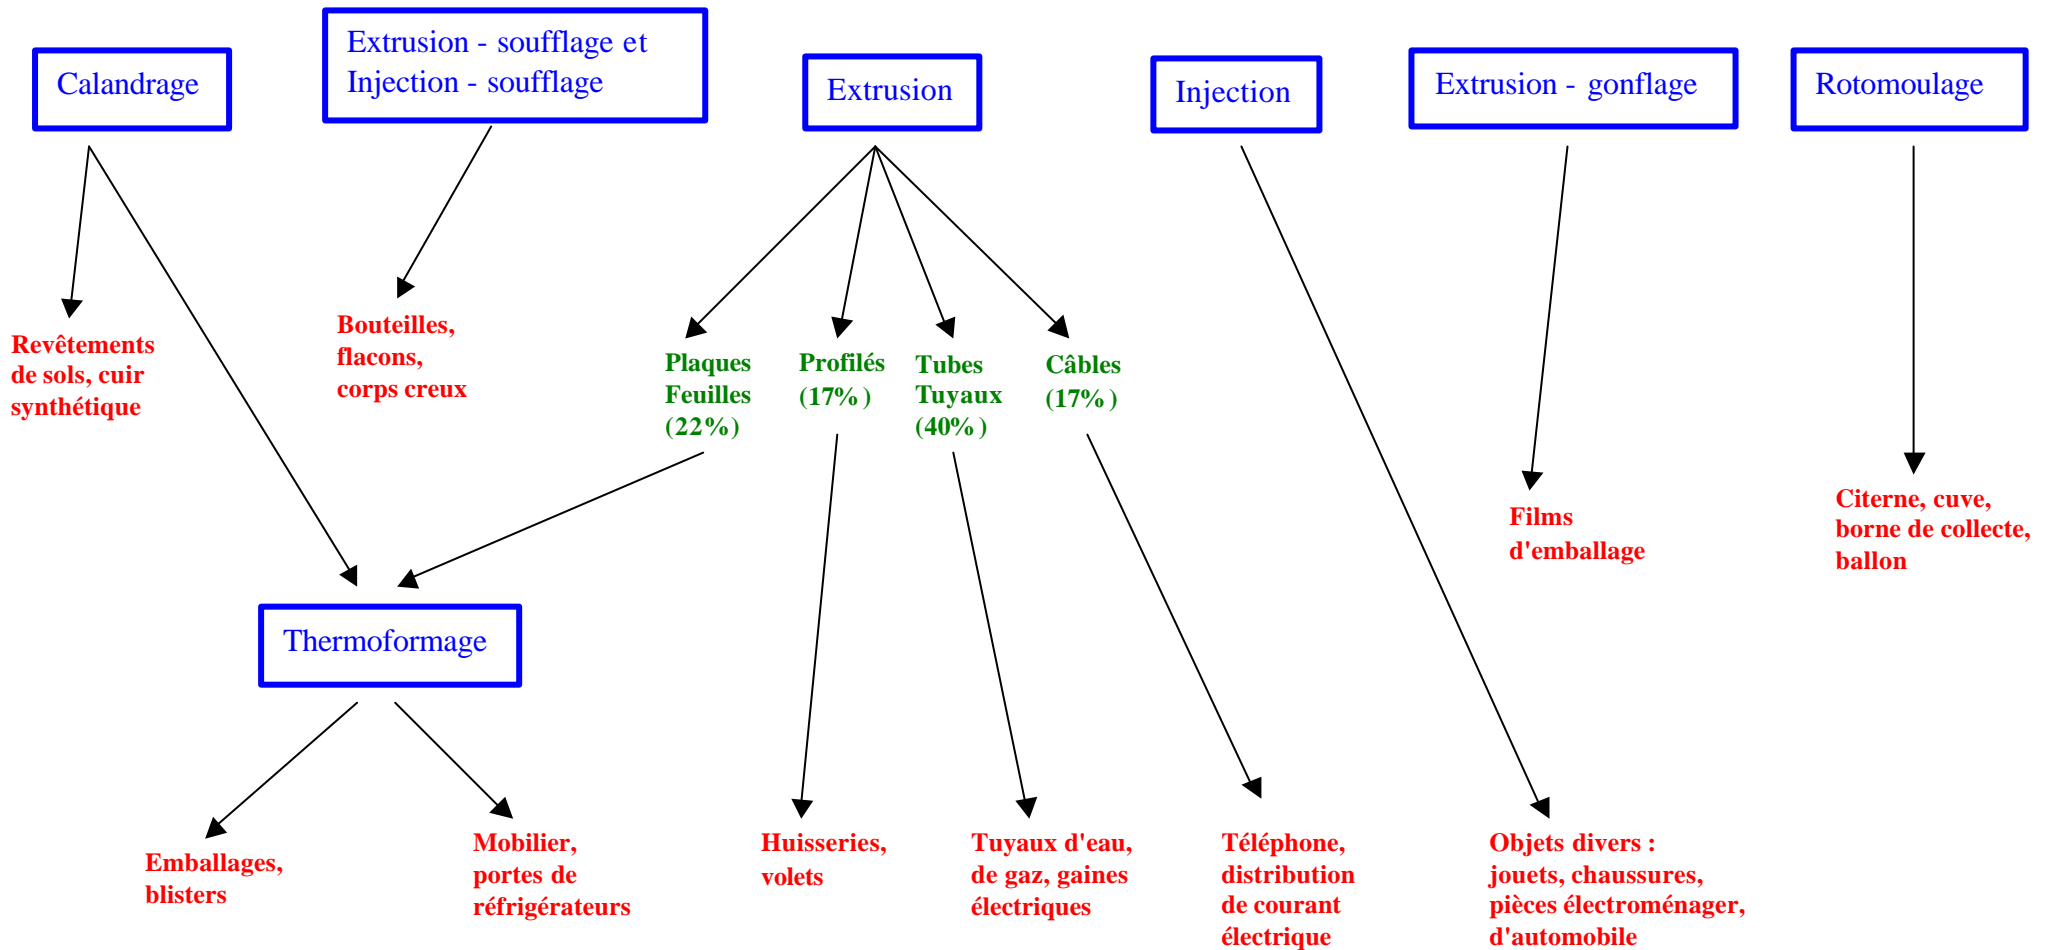 Calandrage
Extrusion - soufflage et
Injection - soufflage
Extrusion
Injection
Extrusion - gonflage
Rotomoulage
Revêtements
de sols, cuir
synthétique
Bouteilles,
flacons,
corps creux
Plaques
Feuilles
(22%)
Profilés
(17%)
Tubes
Tuyaux
(40%)
Câbles
(17%)
Films
d'emballage
Citerne, cuve,
borne de collecte,
ballon
Thermoformage
Emballages,
blisters
Mobilier,
portes de
réfrigérateurs
Huisseries,
volets
Tuyaux d'eau,
de gaz, gaines
électriques
Téléphone,
distribution
de courant
électrique
Objets divers :
jouets, chaussures,
pièces électroménager,
d'automobile